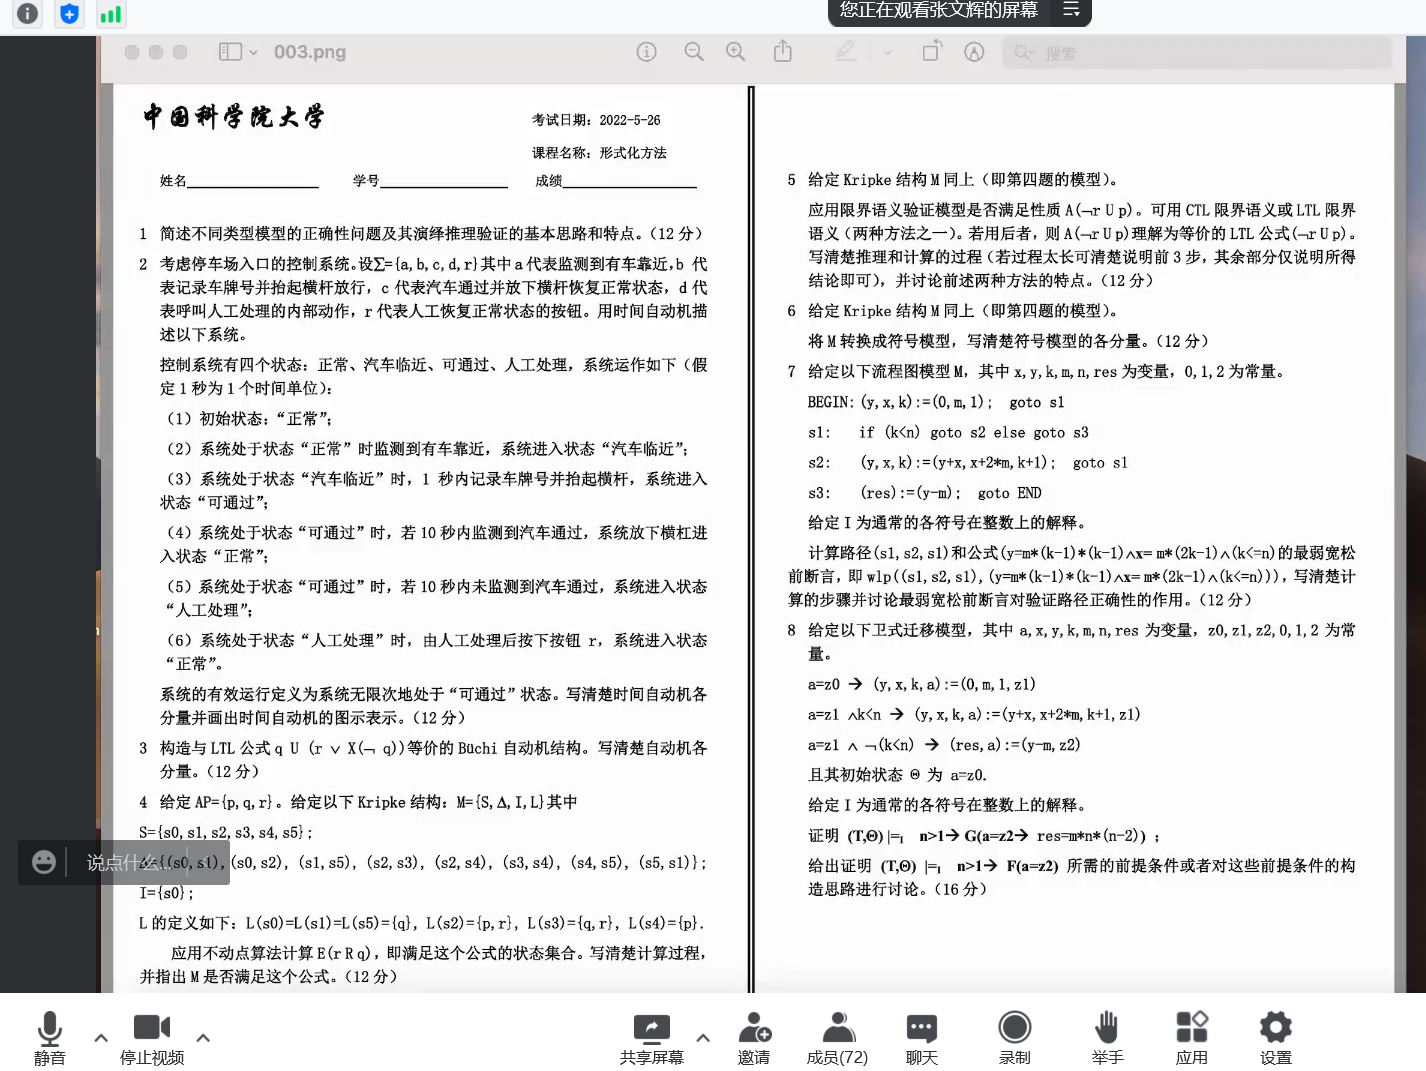 您正在观看张文辉的屏幕
003.png
搜索
中国科学院大学
考试日期：2022-5-26
课程名称：形式化方法
姓名 学号 成绩
1 简述不同类型模型的正确性问题及其演绎推理验证的基本思路和特点。(12 分)
2 考虑停车场入口的控制系统。设∑={a,b,c,d,r}其中 a 代表监测到有车靠近,b 代
表记录车牌号并抬起横杆放行，c 代表汽车通过并放下横杆恢复正常状态，d 代
表呼叫人工处理的内部动作，r 代表人工恢复正常状态的按钮。用时间自动机描
述以下系统。
控制系统有四个状态：正常、汽车临近、可通过、人工处理，系统运作如下（假
定 1 秒为 1 个时间单位）：
（1）初始状态：“正常”；
（2）系统处于状态“正常”时监测到有车靠近，系统进入状态“汽车临近”；
（3）系统处于状态“汽车临近”时，1 秒内记录车牌号并抬起横杆，系统进入
状态“可通过”；
（4）系统处于状态“可通过”时，若 10 秒内监测到汽车通过，系统放下横杠进
入状态“正常”；
（5）系统处于状态“可通过”时，若 10 秒内未监测到汽车通过，系统进入状态
“人工处理”；
（6）系统处于状态“人工处理”时，由人工处理后按下按钮 r，系统进入状态
“正常”。
系统的有效运行定义为系统无限次地处于“可通过”状态。写清楚时间自动机各
分量并画出时间自动机的图示表示。(12 分)
3 构造与 LTL 公式 q U (r ∨ X(¬ q))等价的 Büchi 自动机结构。写清楚自动机各
分量。(12 分)
4 给定 AP={p,q,r}。给定以下 Kripke 结构：M={S,Δ,I,L}其中
S={s0,s1,s2,s3,s4,s5};
说点什么...
={(s0,s1),(s0,s2),(s1,s5),(s2,s3),(s2,s4),(s3,s4),(s4,s5),(s5,s1)};
I={s0};
L 的定义如下：L(s0)=L(s1)=L(s5)={q}, L(s2)={p,r}, L(s3)={q,r}, L(s4)={p}.
应用不动点算法计算 E(r R q)，即满足这个公式的状态集合。写清楚计算过程，
并指出 M 是否满足这个公式。(12 分)
5 给定 Kripke 结构 M 同上（即第四题的模型）。
应用限界语义验证模型是否满足性质 A(¬r U p)。可用 CTL 限界语义或 LTL 限界
语义（两种方法之一）。若用后者，则 A(¬r U p)理解为等价的 LTL 公式(¬r U p)。
写清楚推理和计算的过程（若过程太长可清楚说明前 3 步，其余部分仅说明所得
结论即可），并讨论前述两种方法的特点。(12 分)
6 给定 Kripke 结构 M 同上（即第四题的模型）。
将 M 转换成符号模型，写清楚符号模型的各分量。(12 分)
7 给定以下流程图模型 M，其中 x,y,k,m,n,res 为变量，0,1,2 为常量。
BEGIN: (y,x,k):=(0,m,1); goto s1
s1: if (k<n) goto s2 else goto s3
s2: (y,x,k):=(y+x,x+2*m,k+1); goto s1
s3: (res):=(y-m); goto END
给定 I 为通常的各符号在整数上的解释。
计算路径(s1,s2,s1)和公式(y=m*(k-1)*(k-1)∧x= m*(2k-1)∧(k<=n)的最弱宽松
前断言，即 wlp((s1,s2,s1),(y=m*(k-1)*(k-1)∧x= m*(2k-1)∧(k<=n)))，写清楚计
算的步骤并讨论最弱宽松前断言对验证路径正确性的作用。(12 分)
8 给定以下卫式迁移模型，其中 a,x,y,k,m,n,res 为变量，z0,z1,z2,0,1,2 为常
量。
a=z0 → (y,x,k,a):=(0,m,1,z1)
a=z1 ∧k<n → (y,x,k,a):=(y+x,x+2*m,k+1,z1)
a=z1 ∧ ¬(k<n) → (res,a):=(y-m,z2)
且其初始状态 Θ 为 a=z0.
给定 I 为通常的各符号在整数上的解释。
证明 (T,Θ) |=I n>1→ G(a=z2→ res=m*n*(n-2)) ；
给出证明 (T,Θ) |=I n>1→ F(a=z2) 所需的前提条件或者对这些前提条件的构
造思路进行讨论。(16 分)
静音 停止视频 共享屏幕 邀请 成员(72) 聊天 录制 举手 应用 设置